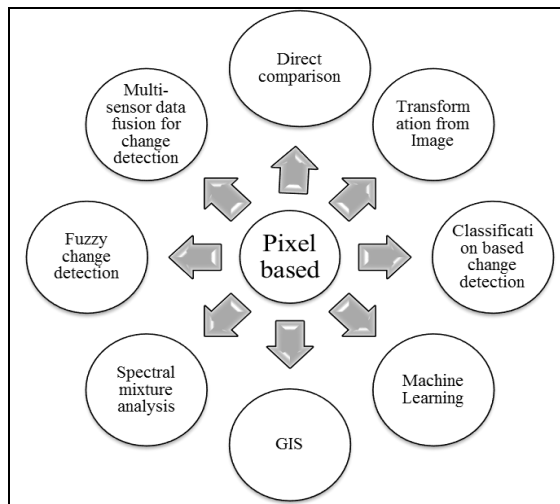 Direct
comparison
Transform
ation from
Image
Classificati
on based
change
detection
Machine
Learning
GIS
Spectral
mixture
analysis
Fuzzy
change
detection
Multi-
sensor data
fusion for
change
detection
Pixel
based